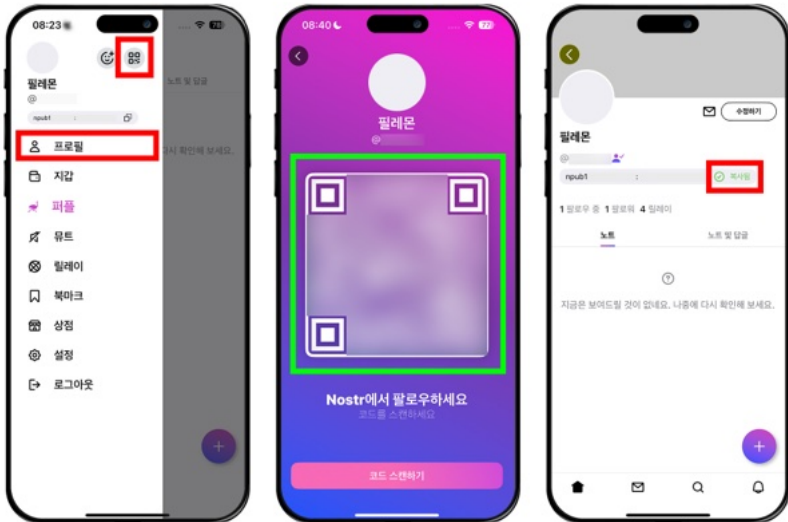 08:23
필레몬
@
npub1 :
프로필
지갑
퍼플
뮤트
릴레이
북마크
상점
설정
로그아웃
노트 및 답글
다시 확인해 보세요.
08:40
77
필레몬
@
Nostr에서 팔로우하세요
코드를 스캔하세요
코드 스캔하기
수정하기
필레몬
@
npub1 :
복사됨
1 팔로우 중 1 팔로워 4 릴레이
노트
노트 및 답글
지금은 보여드릴 것이 없네요. 나중에 다시 확인해 보세요.